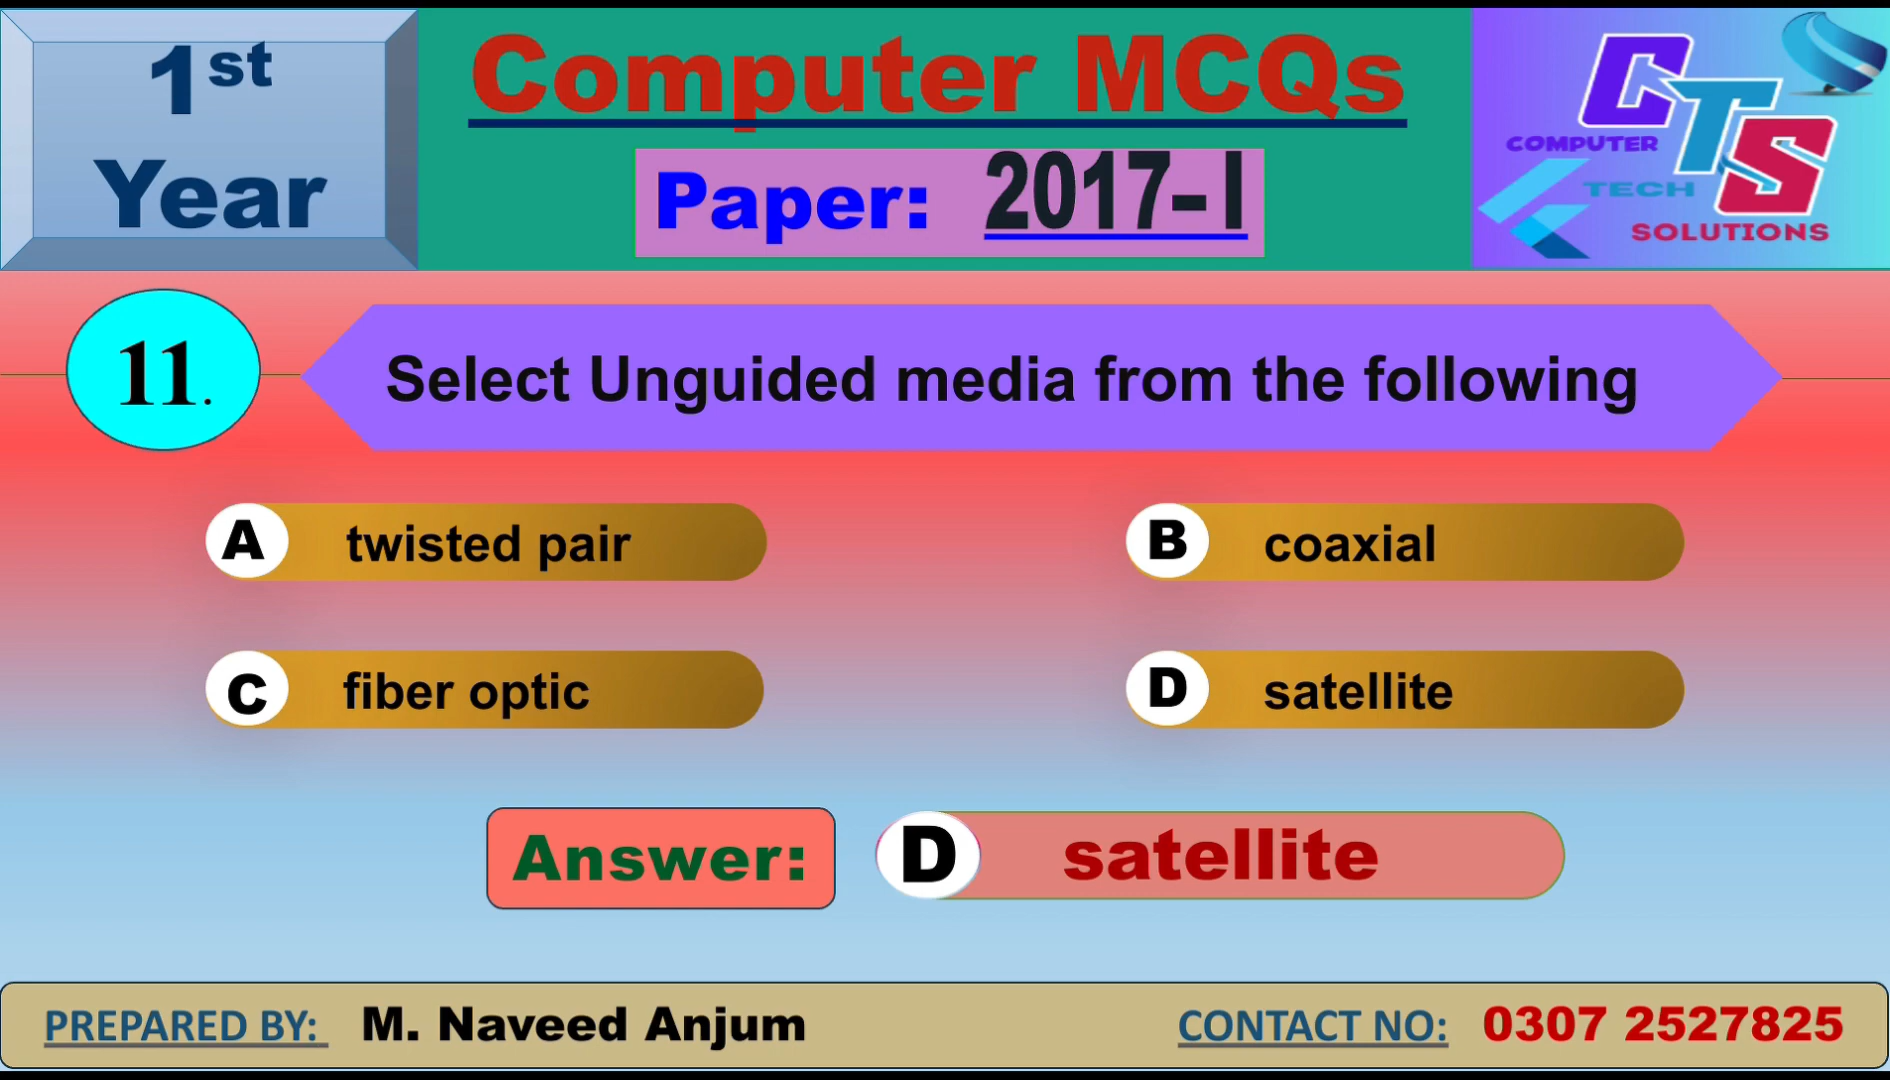 1st
Year
Computer MCQs
Paper: 2017-I
CTS
COMPUTER
TECH
SOLUTIONS
11.
Select Unguided media from the following
A twisted pair
B coaxial
C fiber optic
D satellite
Answer: D satellite
PREPARED BY: M. Naveed Anjum
CONTACT NO: 0307 2527825